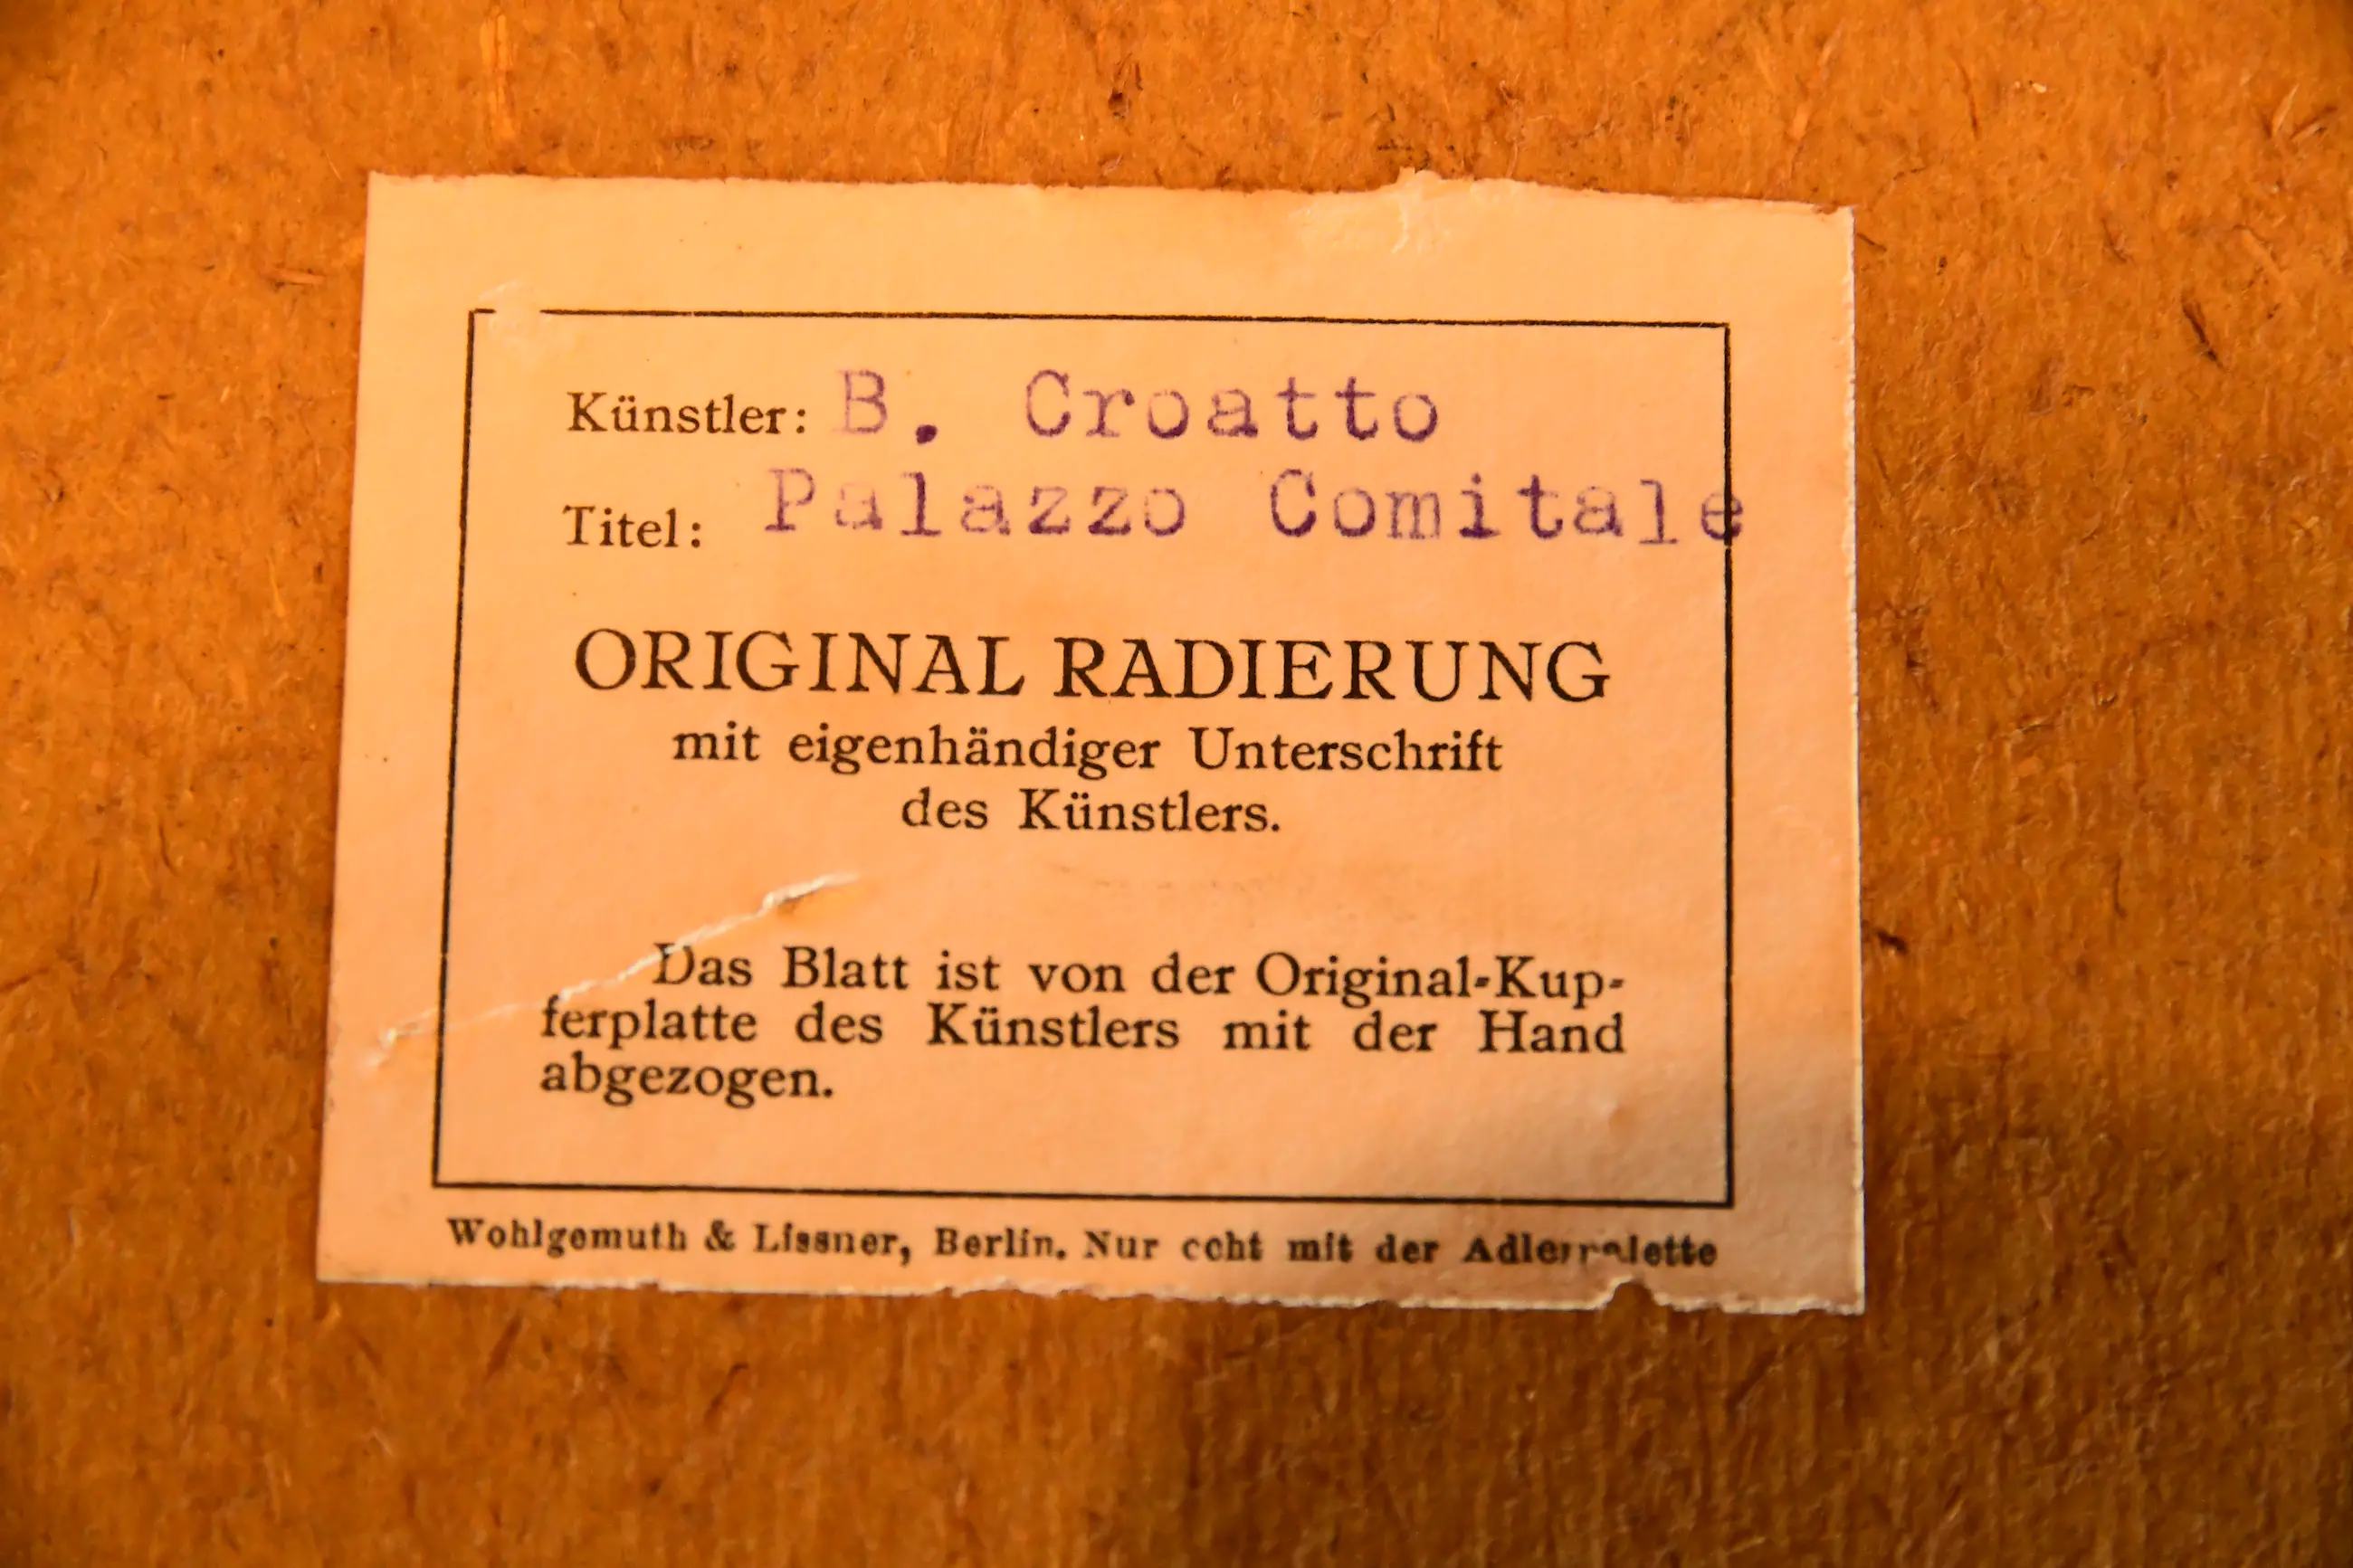 Künstler: B. Croatto
Titel: Palazzo Comitale
ORIGINAL RADIERUNG
mit eigenhändiger Unterschrift
des Künstlers.
Das Blatt ist von der Original-Kup-
ferplatte des Künstlers mit der Hand
abgezogen.
Wohlgemuth & Lissner, Berlin. Nur echt mit der Adlerpalette